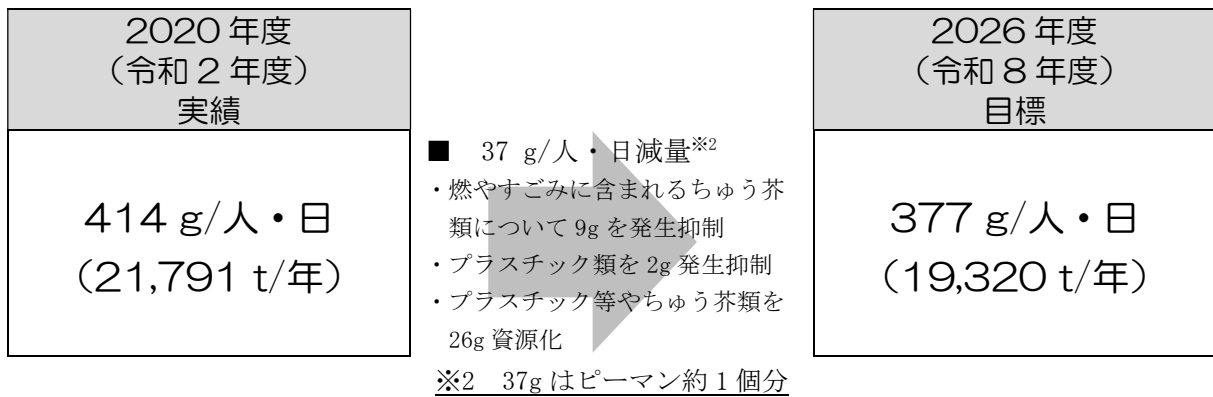 2020 年度
（令和 2 年度）
実績
414 g/人・日
（21,791 t/年）
■ 37 g/人・日減量※2
・燃やすごみに含まれるちゅう芥
類について 9g を発生抑制
・プラスチック類を 2g 発生抑制
・プラスチック等やちゅう芥類を
26g 資源化
※2 37g はピーマン約 1 個分
2026 年度
（令和 8 年度）
目標
377 g/人・日
（19,320 t/年）